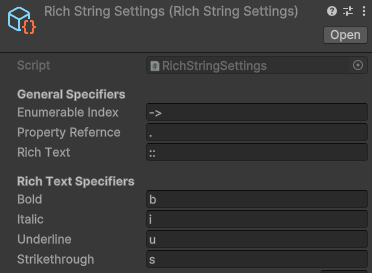 Rich String Settings (Rich String Settings)
Open
Script RichStringSettings
General Specifiers
Enumerable Index ->
Property Refernce .
Rich Text ::
Rich Text Specifiers
Bold b
Italic i
Underline u
Strikethrough s